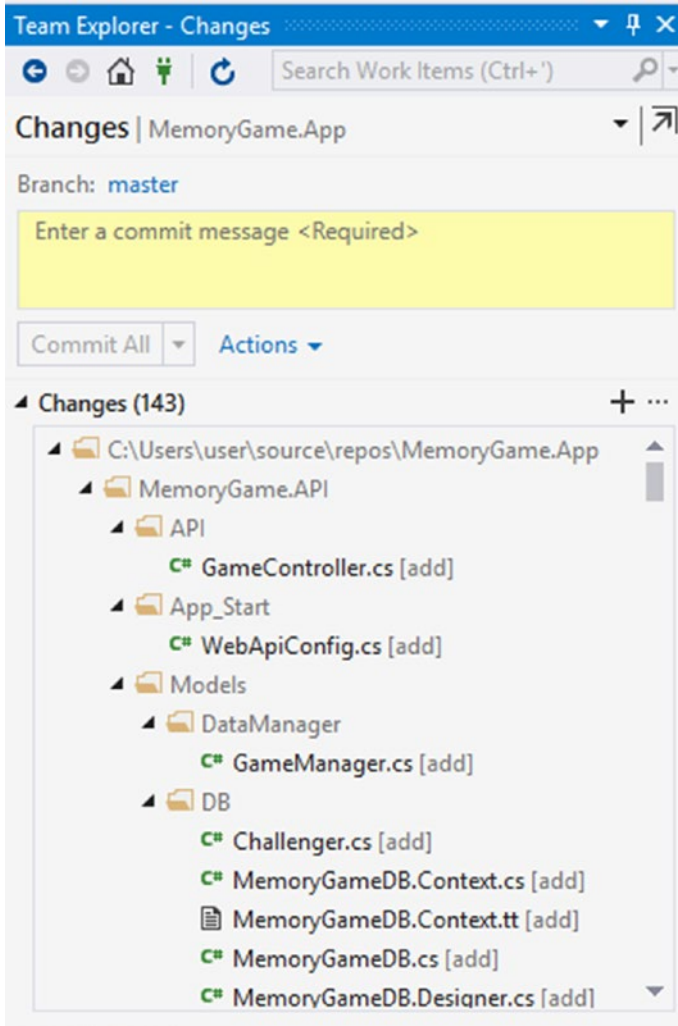 Team Explorer - Changes
Search Work Items (Ctrl+')
Changes | MemoryGame.App
Branch: master
Enter a commit message <Required>
Commit All Actions
Changes (143)
C:\Users\user\source\repos\MemoryGame.App
MemoryGame.API
API
C# GameController.cs [add]
App_Start
C# WebApiConfig.cs [add]
Models
DataManager
C# GameManager.cs [add]
DB
C# Challenger.cs [add]
C# MemoryGameDB.Context.cs [add]
MemoryGameDB.Context.tt [add]
C# MemoryGameDB.cs [add]
C# MemoryGameDB.Designer.cs [add]